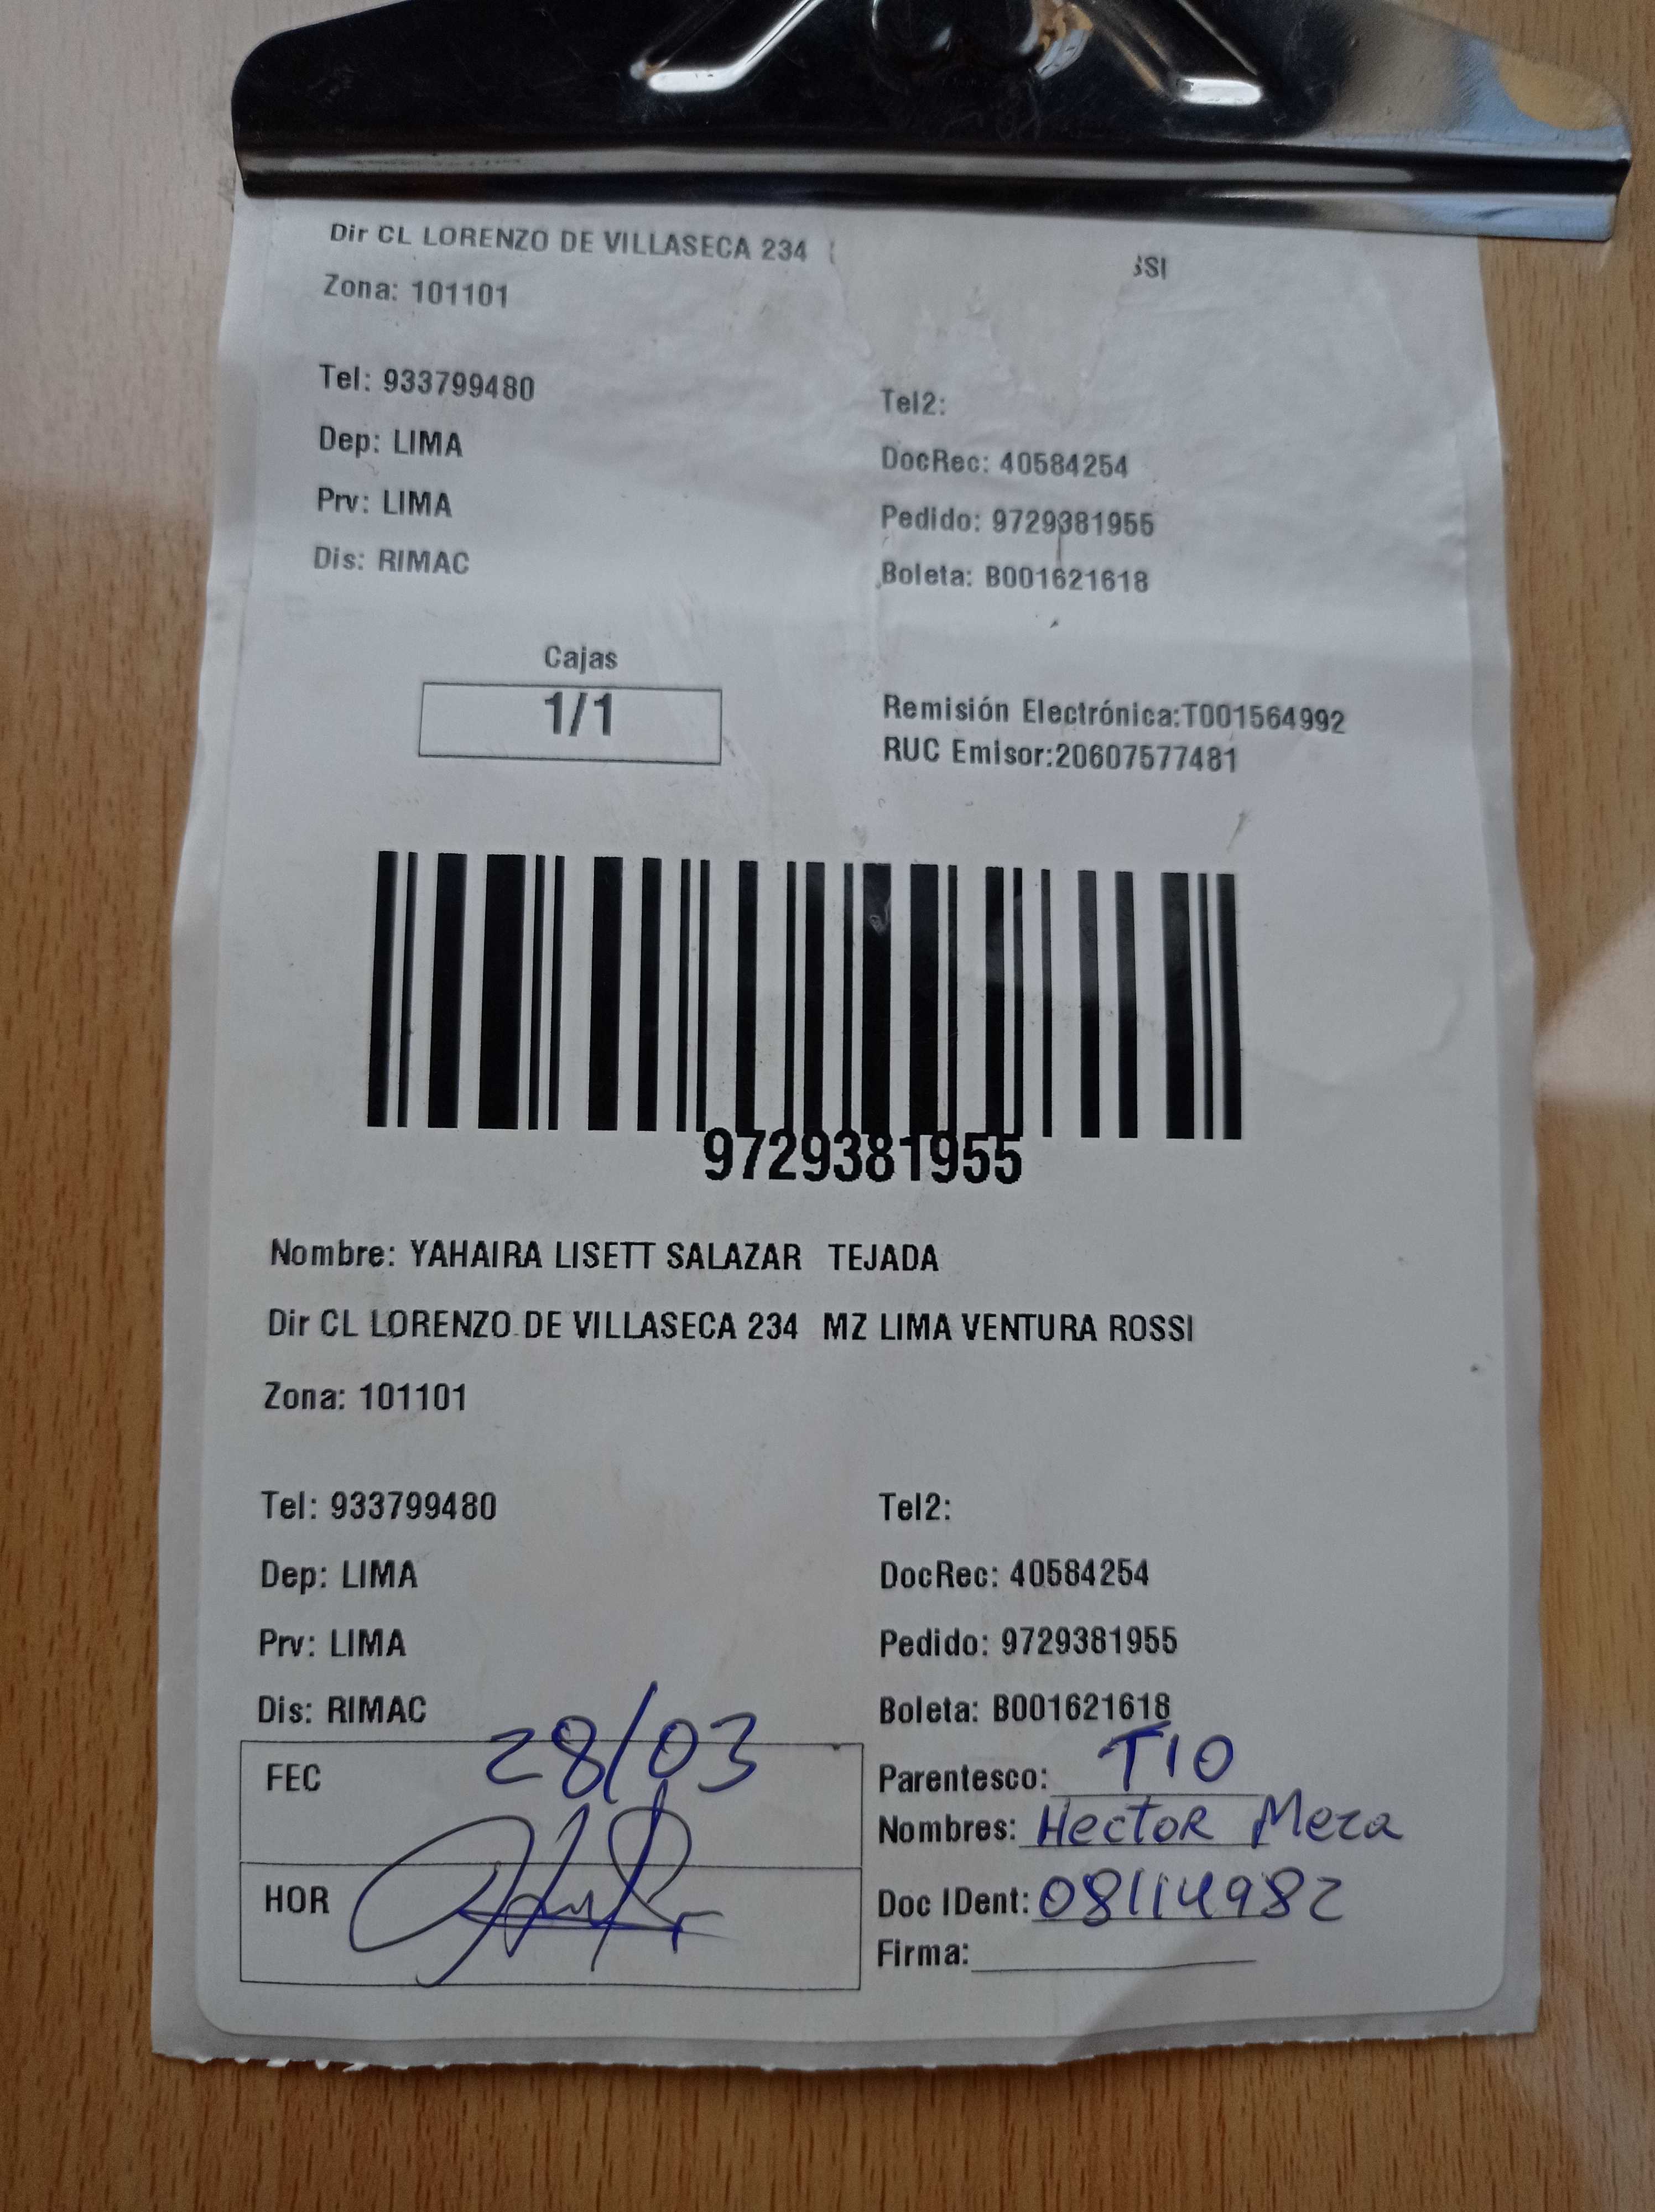 Dir CL LORENZO DE VILLASECA 234
Zona: 101101
Tel: 933799480
Tel2:
Dep: LIMA
DocRec: 40584254
Prv: LIMA
Pedido: 9729381955
Dis: RIMAC
Boleta: B001621618
Cajas
1/1
Remisión Electrónica:T001564992
RUC Emisor:20607577481
9729381955
Nombre: YAHAIRA LISETT SALAZAR TEJADA
Dir CL LORENZO DE VILLASECA 234 MZ LIMA VENTURA ROSSI
Zona: 101101
Tel: 933799480
Tel2:
Dep: LIMA
DocRec: 40584254
Prv: LIMA
Pedido: 9729381955
Dis: RIMAC
Boleta: B001621618
FEC 28/03
Parentesco: TIO
Nombres: Hector Meza
HOR
Doc IDent: 08114982
Firma: